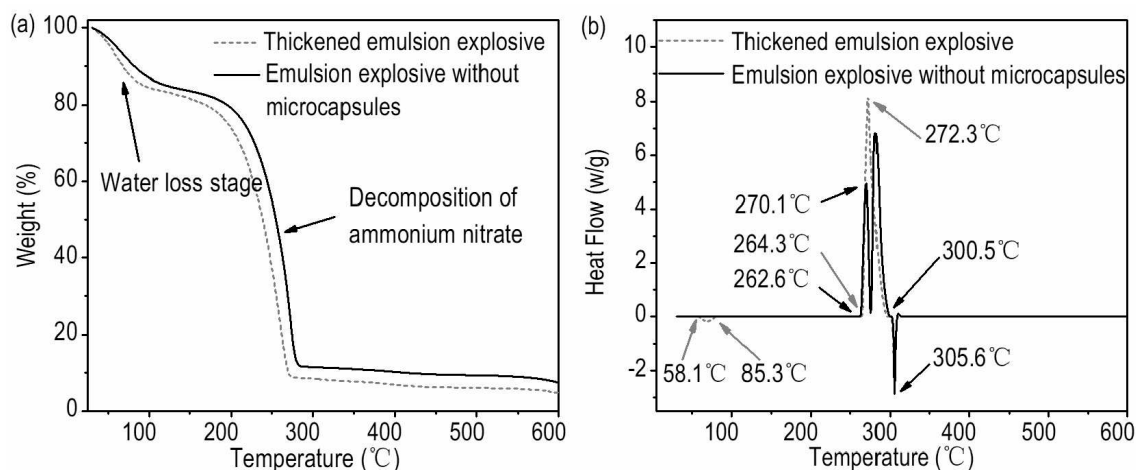 (a)
100
80
60
40
20
0
Weight (%)
Thickened emulsion explosive
Emulsion explosive without
microcapsules
Water loss stage
Decomposition of
ammonium nitrate
100
200
300
400
500
600
Temperature (℃)
(b)
10
8
6
4
2
0
-2
Heat Flow (w/g)
Thickened emulsion explosive
Emulsion explosive without microcapsules
272.3℃
270.1℃
264.3℃
262.6℃
300.5℃
58.1℃
85.3℃
305.6℃
0
100
200
300
400
500
600
Temperature (℃)